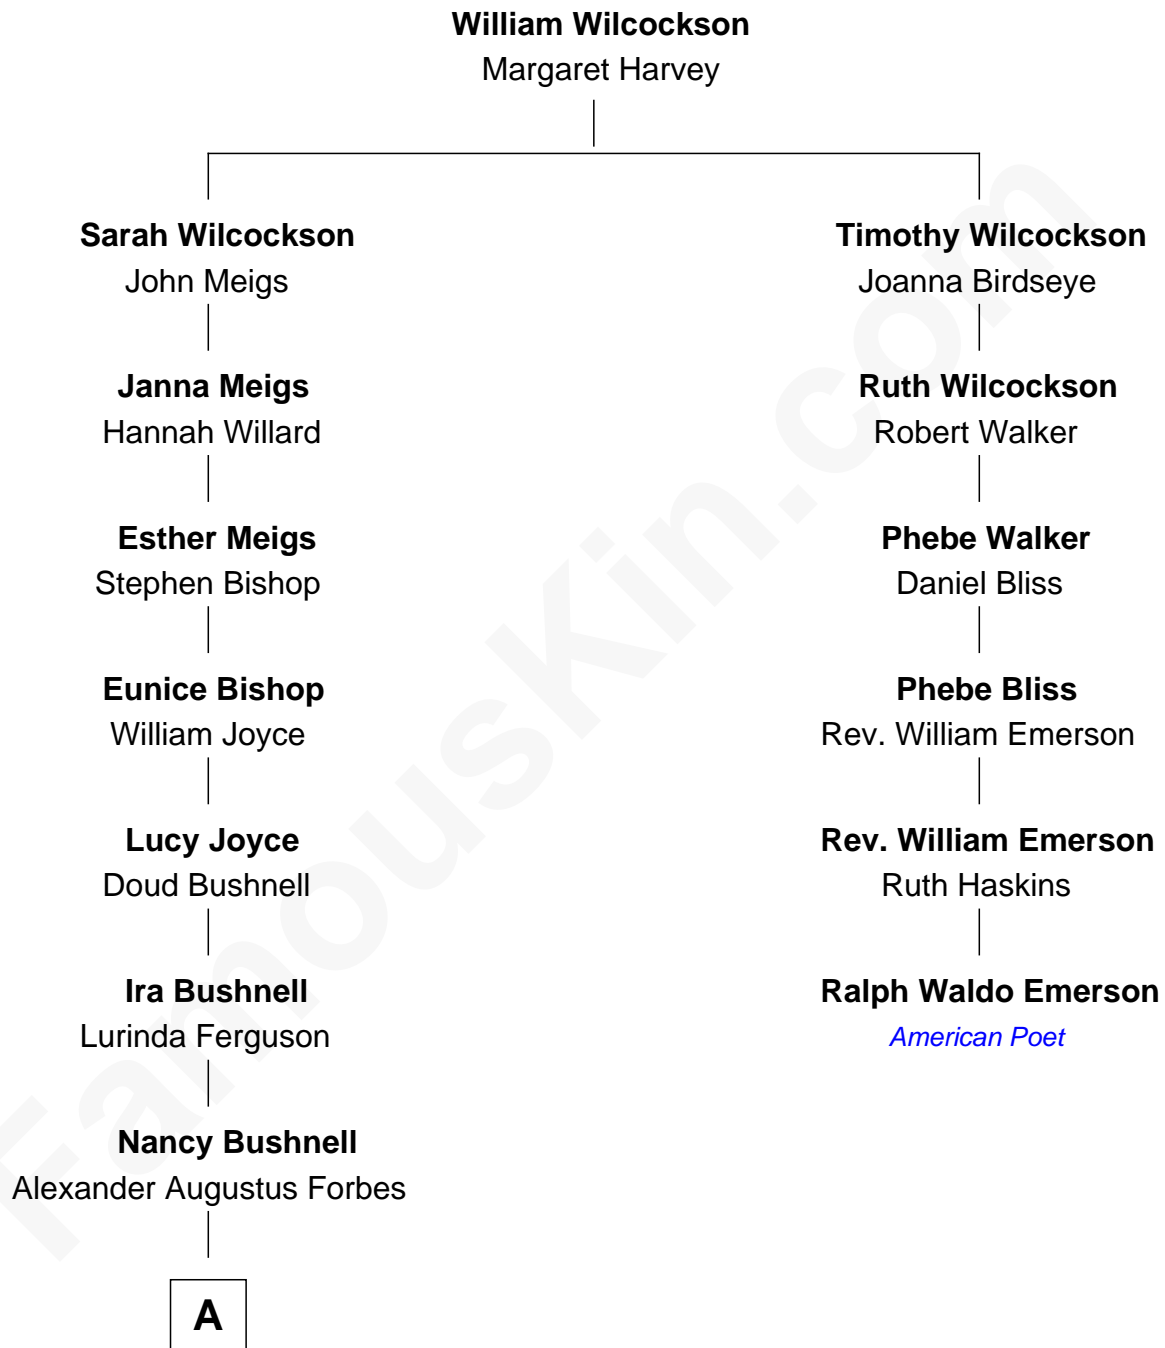 William Wilcockson
Margaret Harvey
Sarah Wilcockson
John Meigs
Timothy Wilcockson
Joanna Birdseye
Janna Meigs
Hannah Willard
Ruth Wilcockson
Robert Walker
Esther Meigs
Stephen Bishop
Phebe Walker
Daniel Bliss
Eunice Bishop
William Joyce
Phebe Bliss
Rev. William Emerson
Lucy Joyce
Doud Bushnell
Rev. William Emerson
Ruth Haskins
Ira Bushnell
Lurinda Ferguson
Ralph Waldo Emerson
American Poet
Nancy Bushnell
Alexander Augustus Forbes
A
FamousKin.com